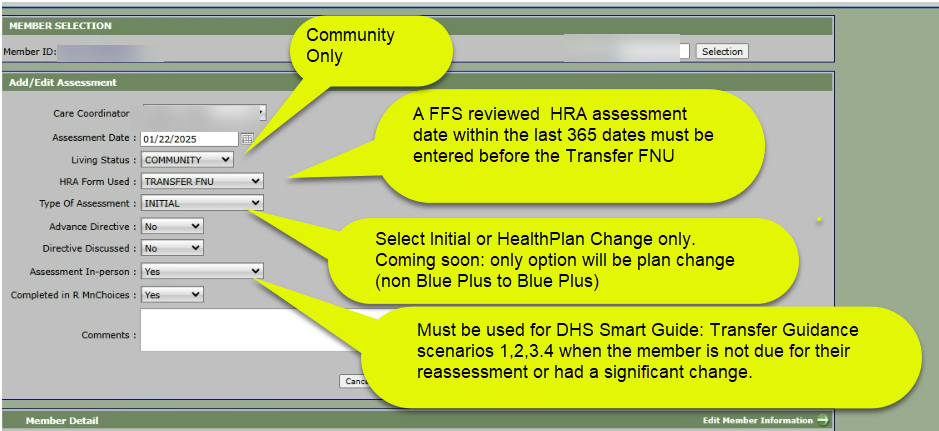 MEMBER SELECTION
Member ID:
Selection
Community
Only
Add/Edit Assessment
Care Coordinator
A FFS reviewed HRA assessment
date within the last 365 dates must be
entered before the Transfer FNU
Assessment Date : 01/22/2025
Living Status : COMMUNITY
HRA Form Used : TRANSFER FNU
Type Of Assessment : INITIAL
Advance Directive : No
Directive Discussed : No
Assessment In-person : Yes
Completed in R MnChoices : Yes
Comments :
Select Initial or HealthPlan Change only.
Coming soon: only option will be plan change
(non Blue Plus to Blue Plus)
Must be used for DHS Smart Guide: Transfer Guidance
scenarios 1,2,3.4 when the member is not due for their
reassessment or had a significant change.
Member Detail
Edit Member Information